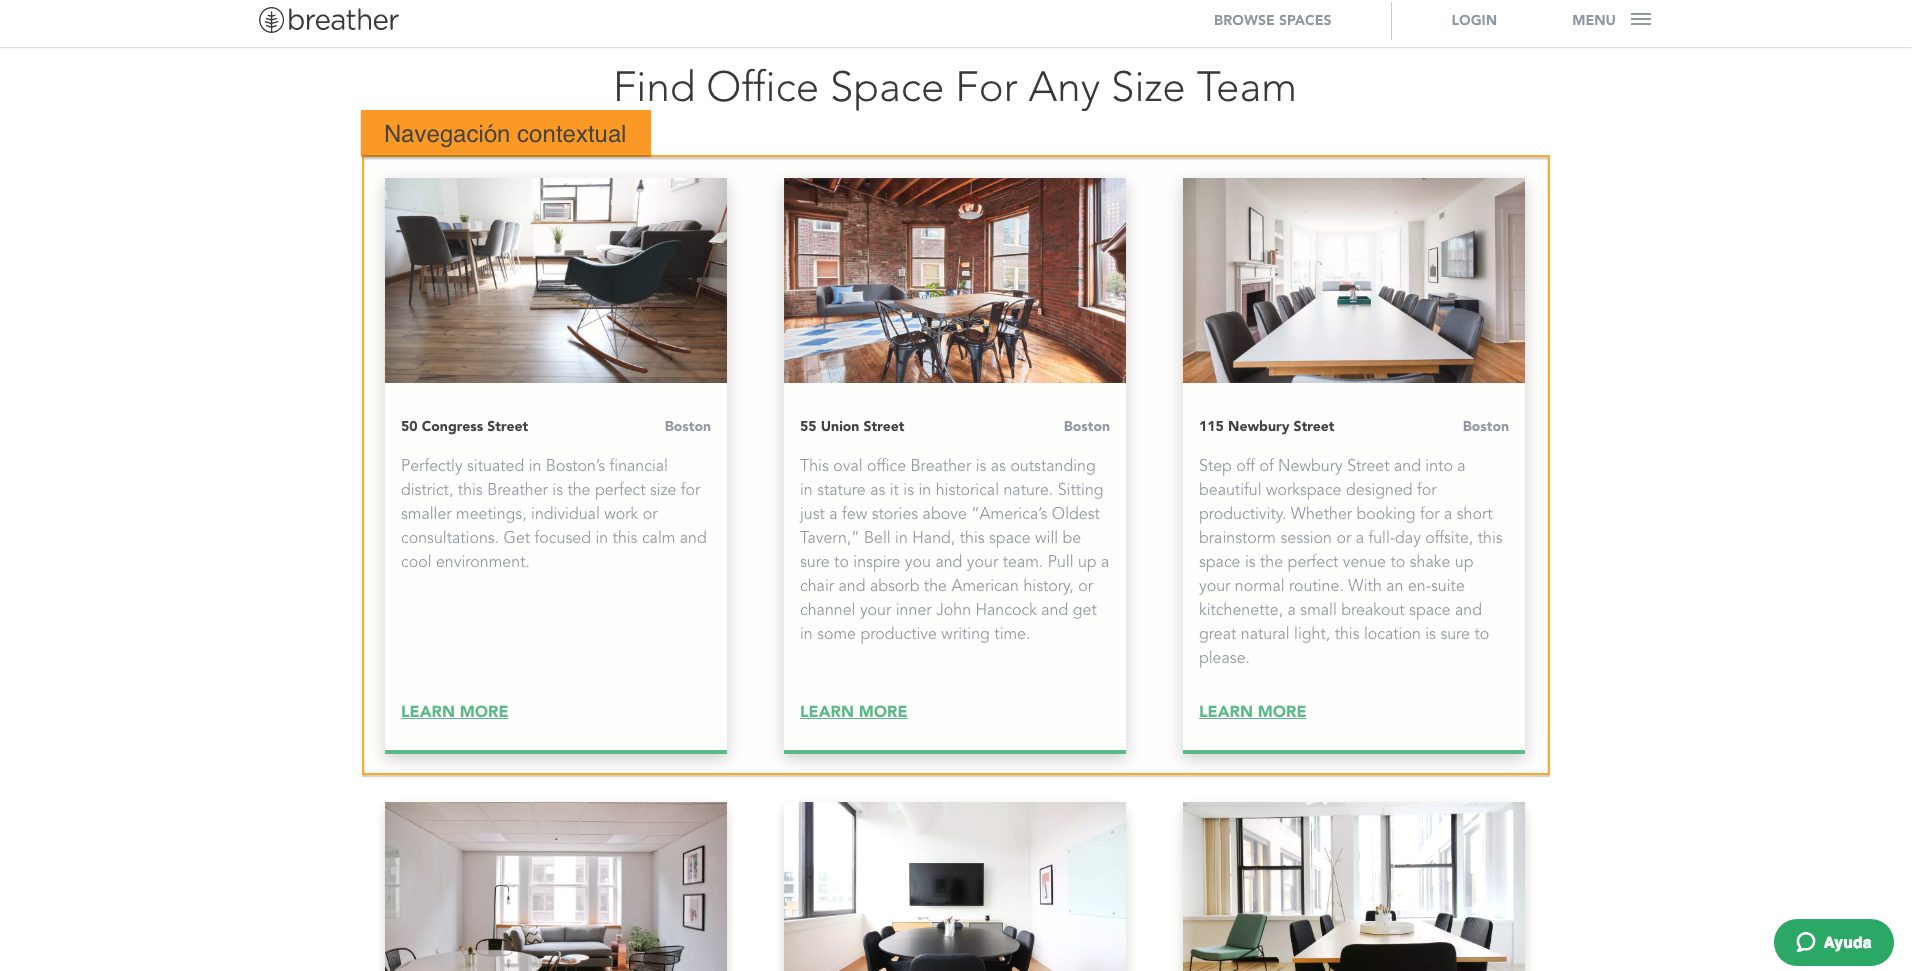 breather
BROWSE SPACES
LOGIN
MENU
Find Office Space For Any Size Team
Navegación contextual
50 Congress Street
Boston
Perfectly situated in Boston’s financial
district, this Breather is the perfect size for
smaller meetings, individual work or
consultations. Get focused in this calm and
cool environment.
LEARN MORE
55 Union Street
Boston
This oval office Breather is as outstanding
in stature as it is in historical nature. Sitting
just a few stories above “America’s Oldest
Tavern,” Bell in Hand, this space will be
sure to inspire you and your team. Pull up a
chair and absorb the American history, or
channel your inner John Hancock and get
in some productive writing time.
LEARN MORE
115 Newbury Street
Boston
Step off of Newbury Street and into a
beautiful workspace designed for
productivity. Whether booking for a short
brainstorm session or a full-day offsite, this
space is the perfect venue to shake up
your normal routine. With an en-suite
kitchenette, a small breakout space and
great natural light, this location is sure to
please.
LEARN MORE
Ayuda